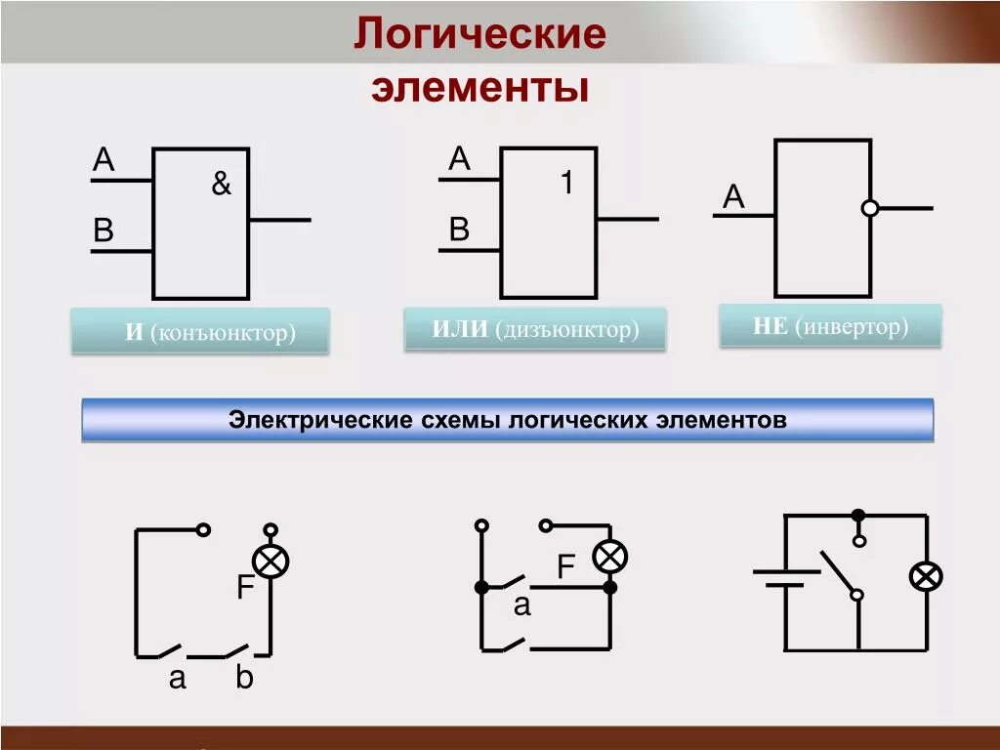 Логические
элементы
A
B
&
A
B
1
A
И (конъюнктор)
ИЛИ (дизъюнктор)
НЕ (инвертор)
Электрические схемы логических элементов
F
a
b
F
a